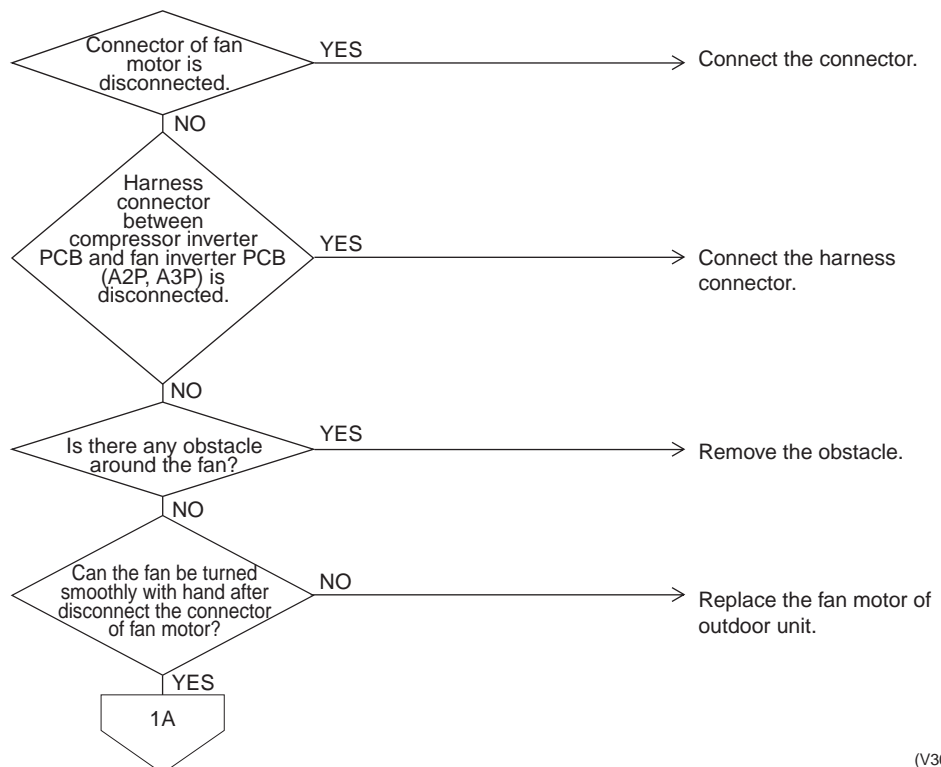 Connector of fan
motor is
disconnected.
YES
Connect the connector.
NO
Harness
connector
between
compressor inverter
PCB and fan inverter PCB
(A2P, A3P) is
disconnected.
YES
Connect the harness
connector.
NO
Is there any obstacle
around the fan?
YES
Remove the obstacle.
NO
Can the fan be turned
smoothly with hand after
disconnect the connector
of fan motor?
NO
Replace the fan motor of
outdoor unit.
YES
1A